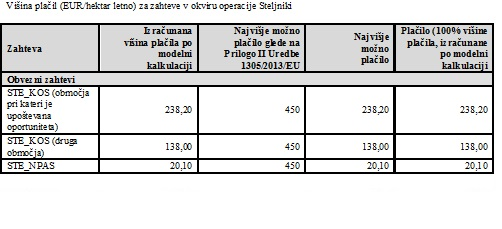 Višina plačil (EUR/hektar letno) za zahteve v okviru operacije Steljniki
Zahteva
Izračunana
višina plačila po
modelni
kalkulaciji
Najvišje možno
plačilo glede na
Prilogo II Uredbe
1305/2013/EU
Najvišje
možno
plačilo
Plačilo (100% višine
plačila, izračunane
po modelni
kalkulaciji
Obvezni zahtevi
STE_KOS (območja
pri kateri je
upoštevana
oportuniteta)
238,20
450
238,20
238,20
STE_KOS (druga
območja)
138,00
450
138,00
138,00
STE_NPAS
20,10
450
20,10
20,10